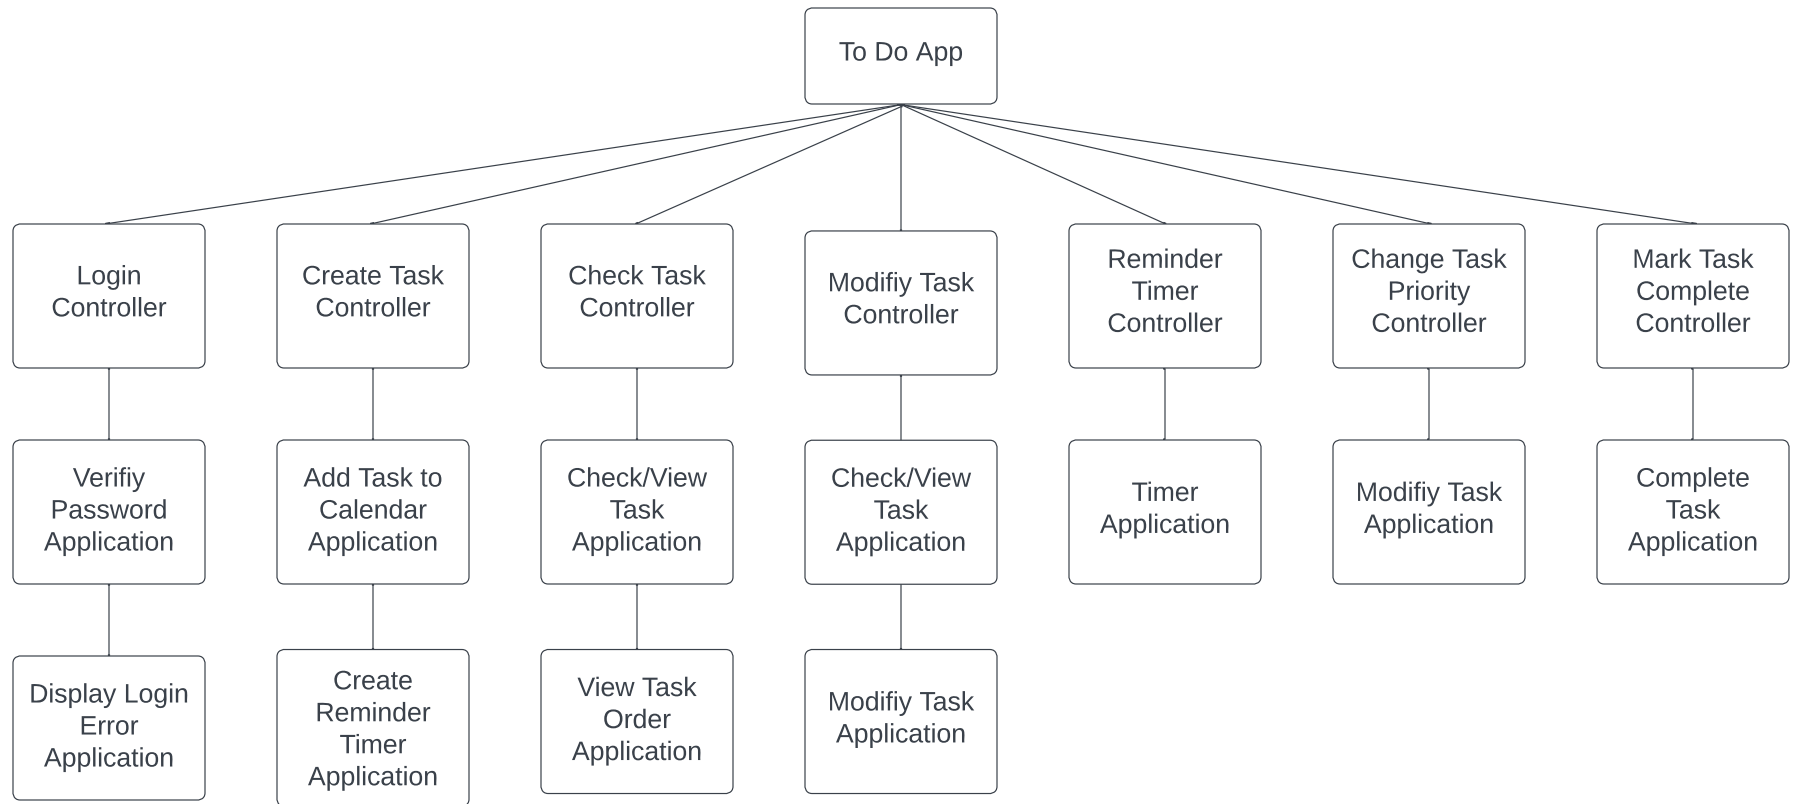 To Do App
Login
Controller
Create Task
Controller
Check Task
Controller
Modifiy Task
Controller
Reminder
Timer
Controller
Change Task
Priority
Controller
Mark Task
Complete
Controller
Verifiy
Password
Application
Add Task to
Calendar
Application
Check/View
Task
Application
Check/View
Task
Application
Timer
Application
Modifiy Task
Application
Complete
Task
Application
Display Login
Error
Application
Create
Reminder
Timer
Application
View Task
Order
Application
Modifiy Task
Application